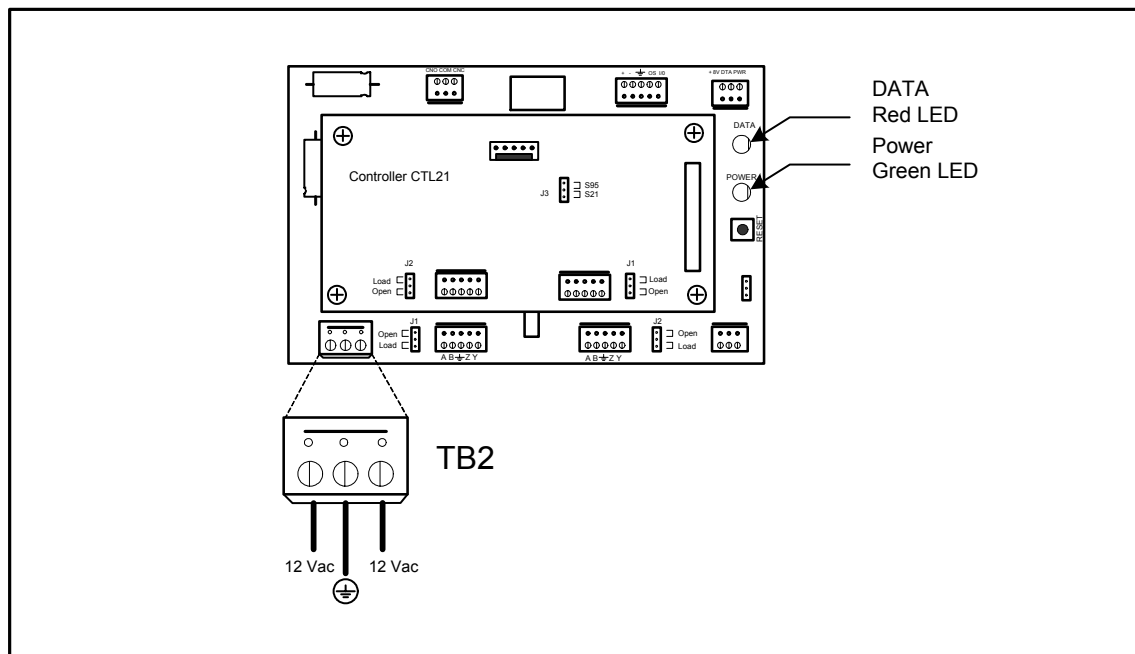 CNO COM CNC
+ - ⏚ OS I/0
+ 8V DTA PWR
DATA
Red LED
Power
Green LED
DATA
POWER
RESET
Controller CTL21
J3
S95
S21
J2
Load
Open
J1
Load
Open
J1
Open
Load
A B ⏚ Z Y
A B ⏚ Z Y
J2
Open
Load
TB2
12 Vac
12 Vac